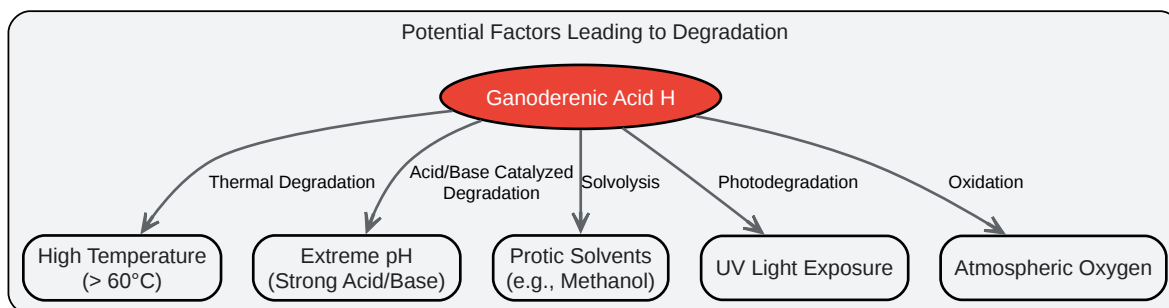 Potential Factors Leading to Degradation
Ganoderenic Acid H
Thermal Degradation
Acid/Base Catalyzed
Degradation
Solvolysis
Photodegradation
Oxidation
High Temperature
(> 60°C)
Extreme pH
(Strong Acid/Base)
Protic Solvents
(e.g., Methanol)
UV Light Exposure
Atmospheric Oxygen